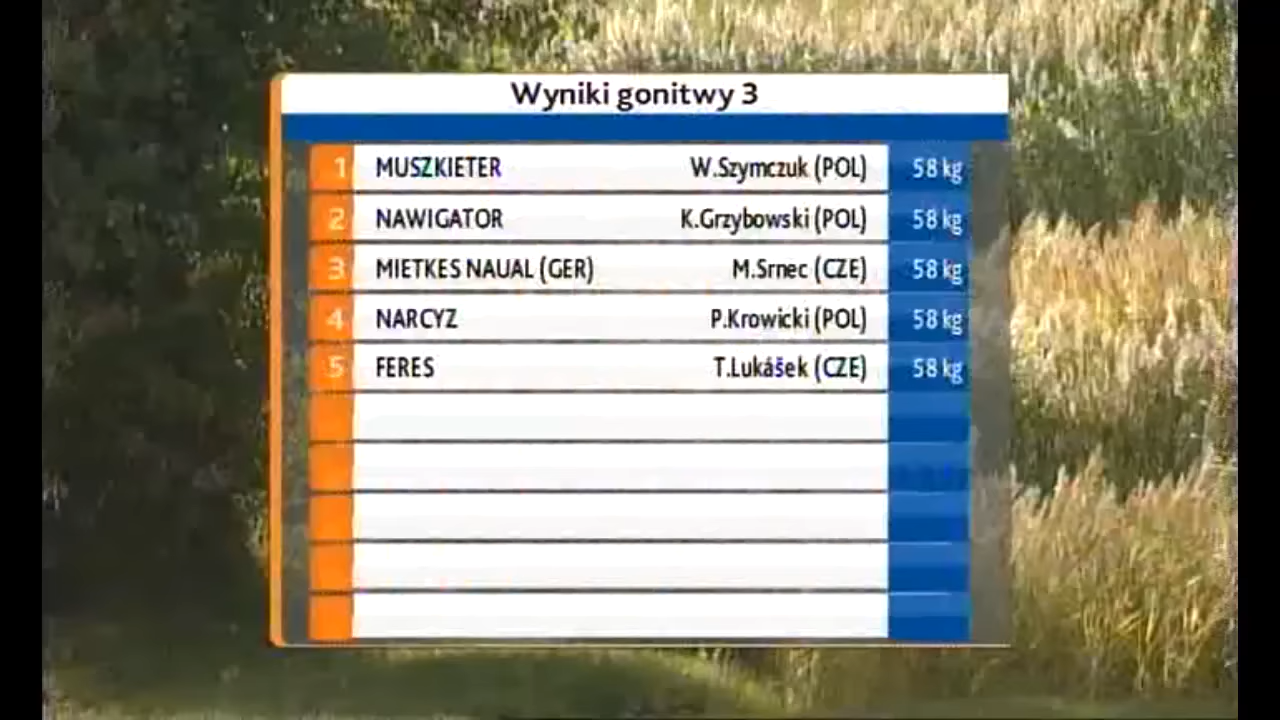 Wyniki gonitwy 3
1 MUSZKIETER W.Szymczuk (POL) 58 kg
2 NAWIGATOR K.Grzybowski (POL) 58 kg
3 MIETKES NAUAL (GER) M.Srnec (CZE) 58 kg
4 NARCYZ P.Krowicki (POL) 58 kg
5 FERES T.Lukášek (CZE) 58 kg